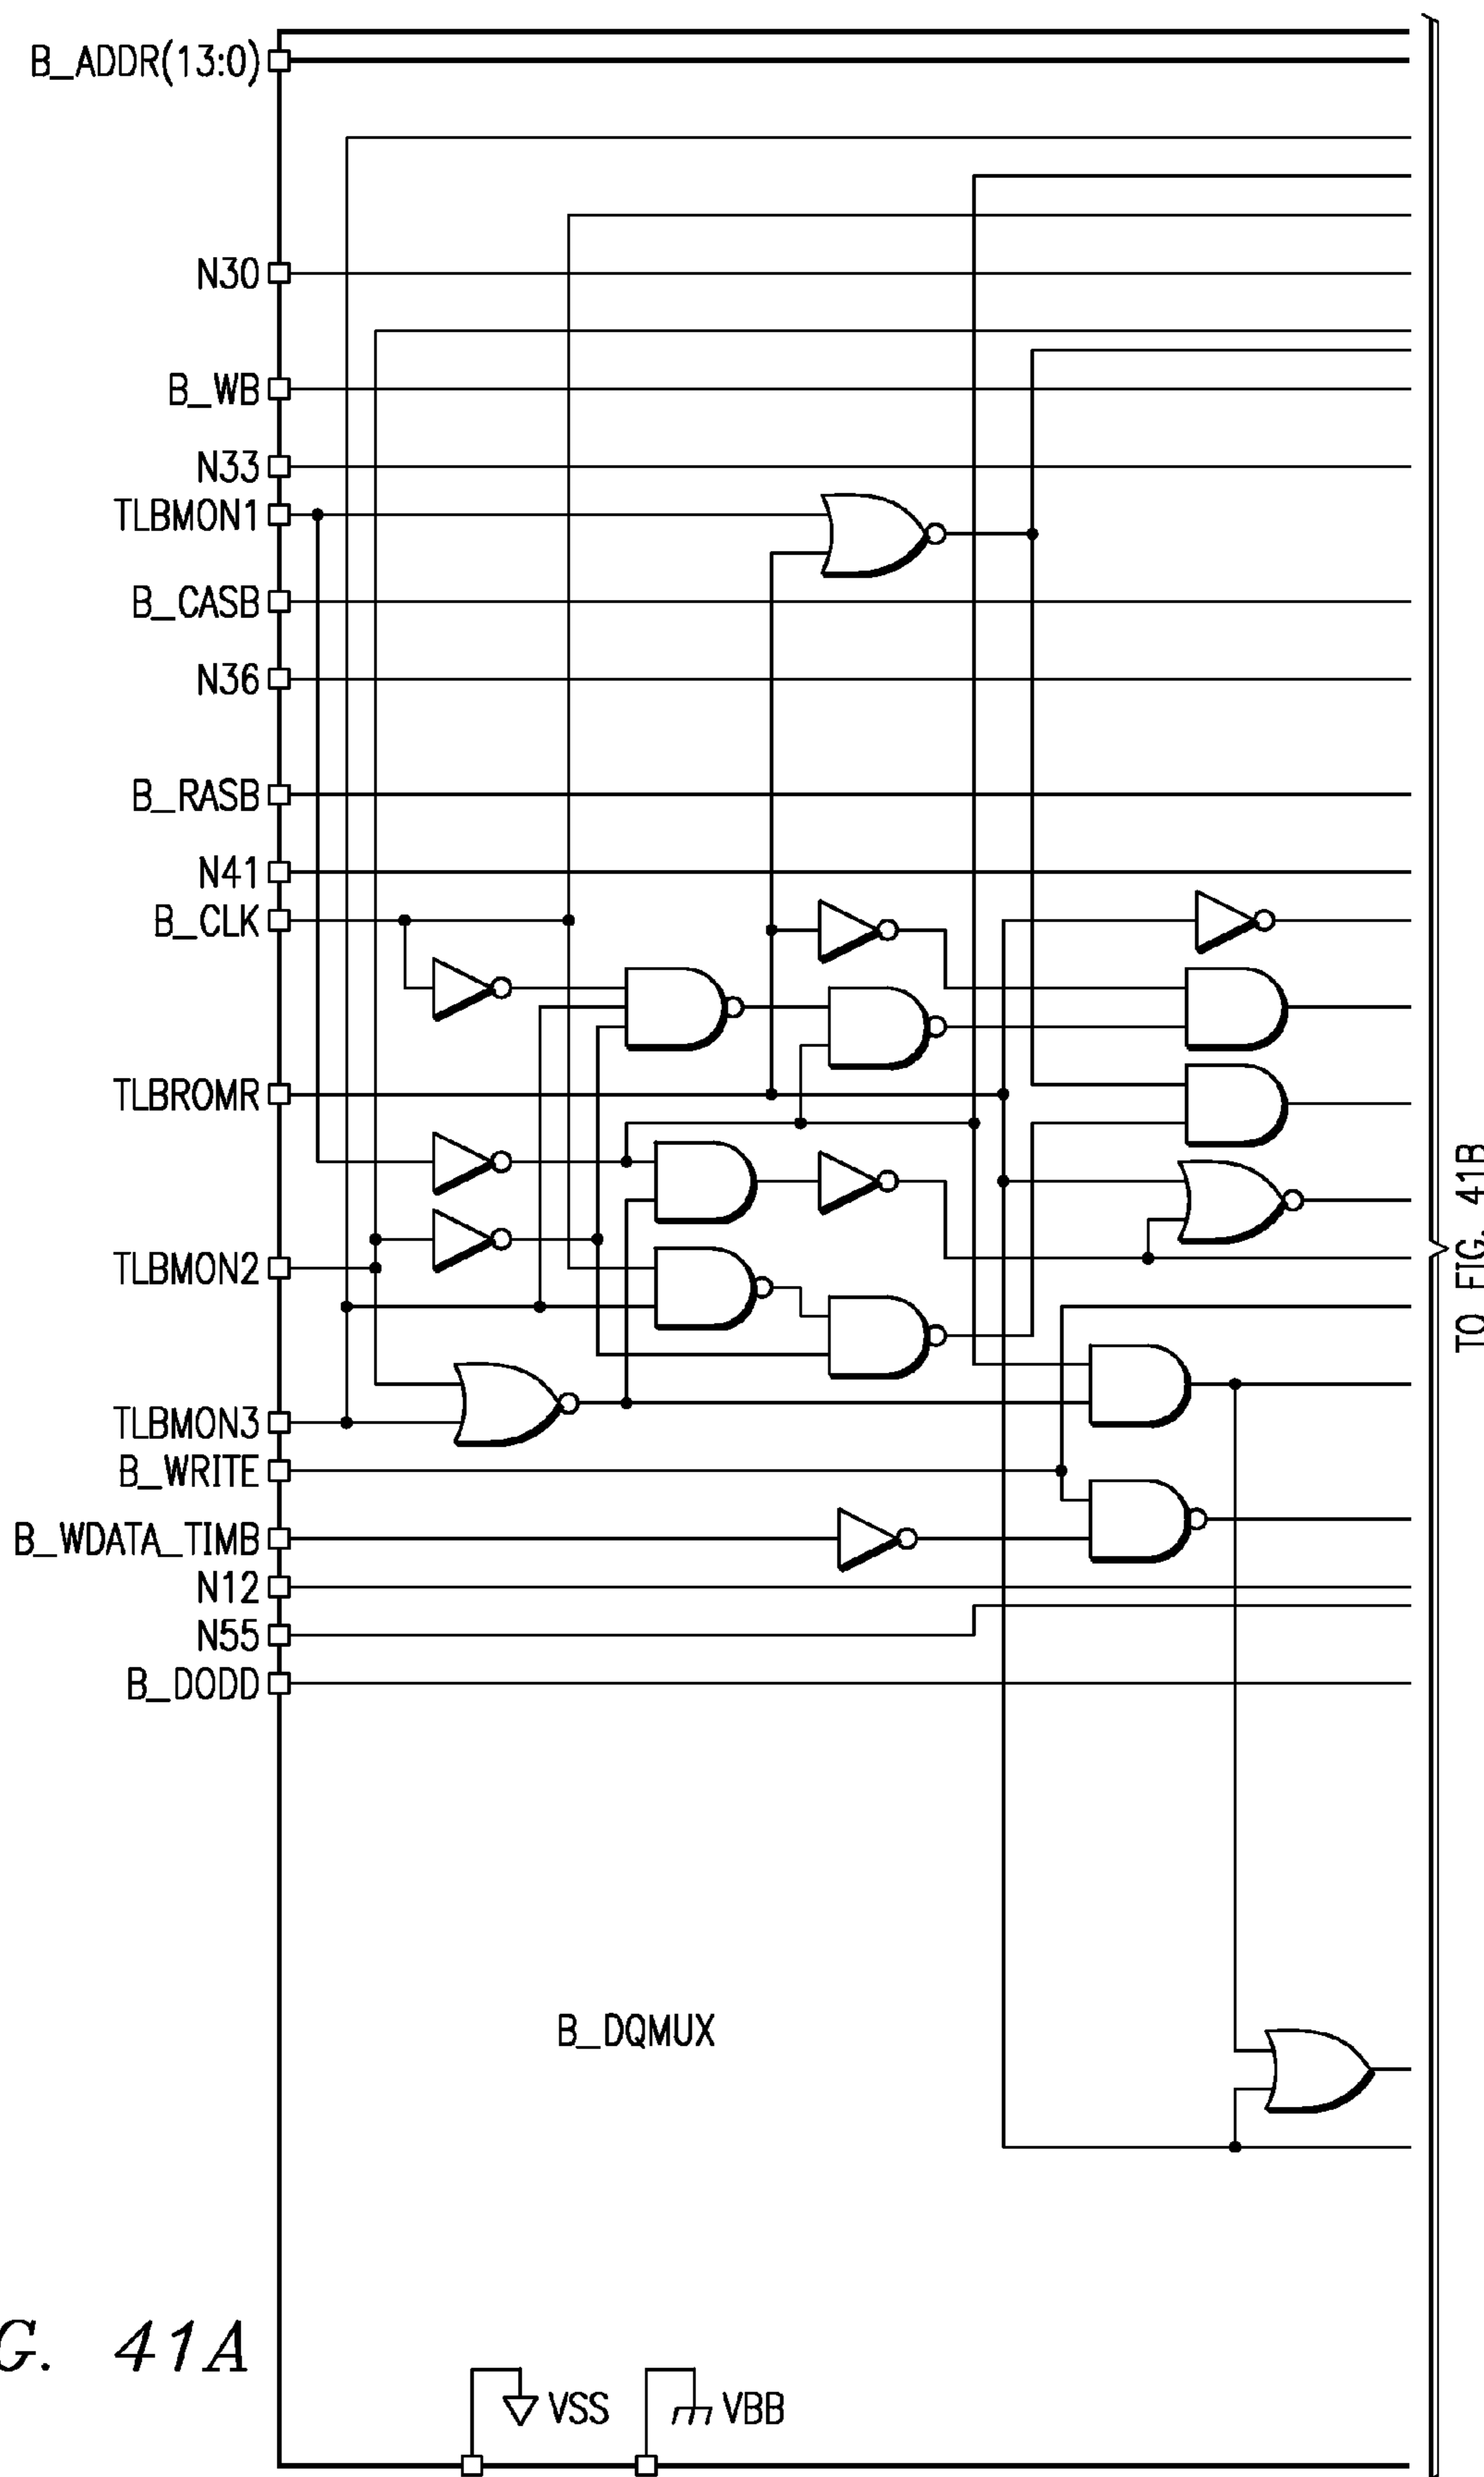 B_ADDR(13:0)
N30
B_WB
N33
TLBMON1
B_CASB
N36
B_RASB
N41
B_CLK
TLBROMR
TLBMON2
TLBMON3
B_WRITE
B_WDATA_TIMB
N12
N55
B_DODD
TO FIG. 41B
B_DQMUX
G. 41A
VSS
VBB